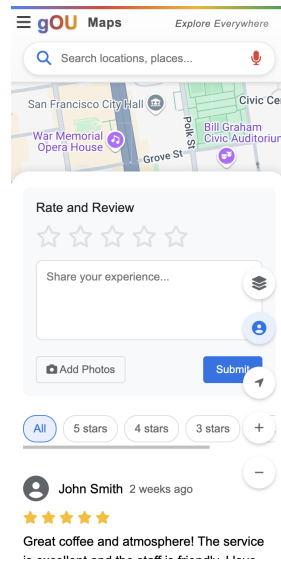 gOU Maps Explore Everywhere
Search locations, places...
San Francisco City Hall
Civic Ce
War Memorial
Opera House
Polk St
Bill Graham
Civic Auditorium
Grove St
Rate and Review
Share your experience...
Add Photos
Submit
All
5 stars
4 stars
3 stars
John Smith 2 weeks ago
Great coffee and atmosphere! The service
is excellent and the staff is friendly. Have